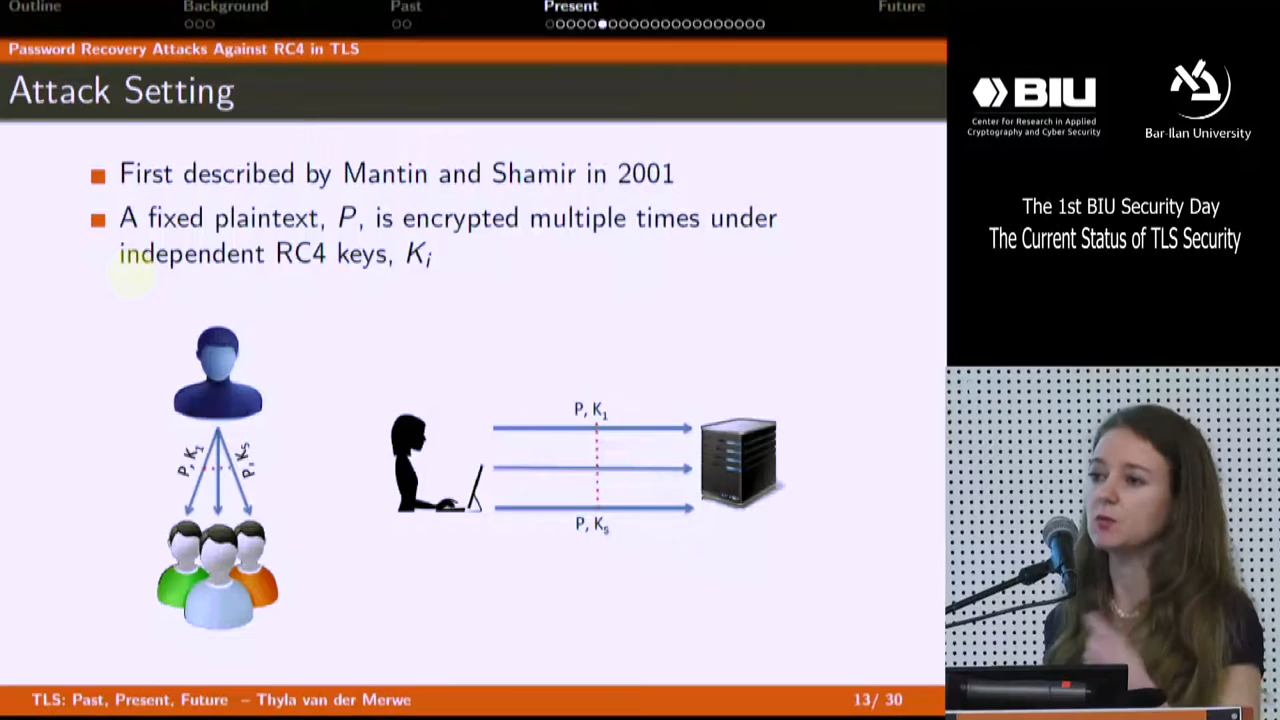 Outline
Background
Past
Present
Future
Password Recovery Attacks Against RC4 in TLS
Attack Setting
First described by Mantin and Shamir in 2001
A fixed plaintext, P, is encrypted multiple times under
independent RC4 keys, Ki
P, K1
P, Ks
P, K1
P, Ks
TLS: Past, Present, Future – Thyla van der Merwe
13/ 30
BIU
Center for Research in Applied
Cryptography and Cyber Security
Bar-Ilan University
The 1st BIU Security Day
The Current Status of TLS Security